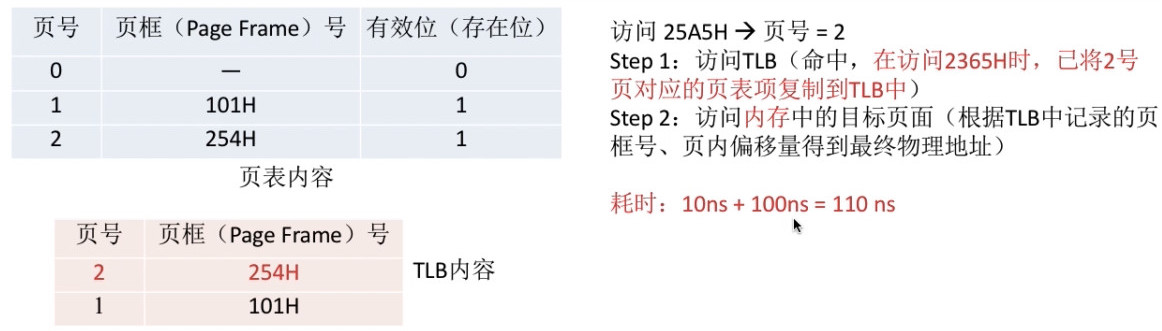 页号 页框（Page Frame）号 有效位（存在位）
0 — 0
1 101H 1
2 254H 1
页表内容
页号 页框（Page Frame）号
2 254H
1 101H
TLB内容
访问 25A5H → 页号 = 2
Step 1：访问TLB（命中，在访问2365H时，已将2号
页对应的页表项复制到TLB中）
Step 2：访问内存中的目标页面（根据TLB中记录的页
框号、页内偏移量得到最终物理地址）
耗时：10ns + 100ns = 110 ns